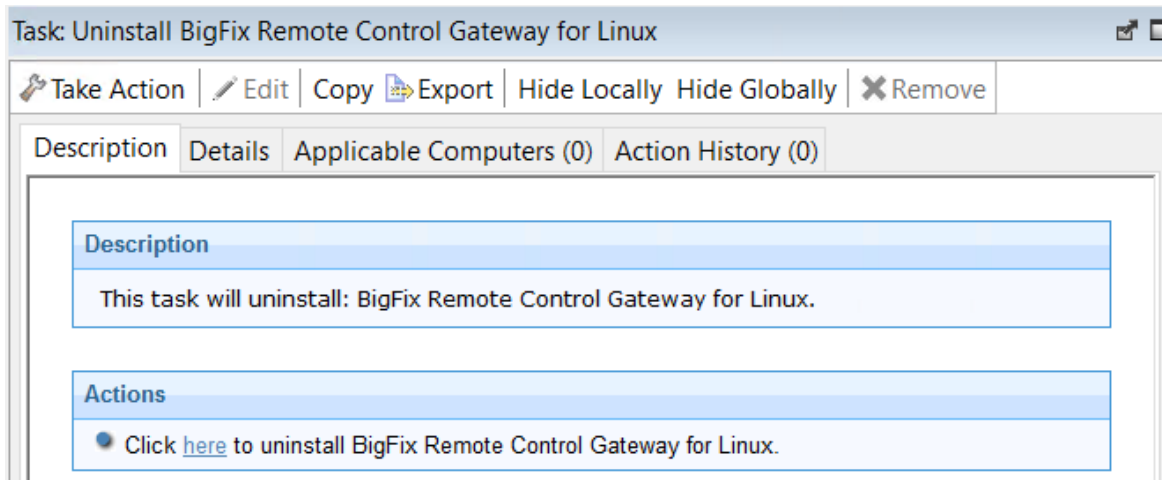 Task: Uninstall BigFix Remote Control Gateway for Linux
Take Action Edit Copy Export Hide Locally Hide Globally Remove
Description Details Applicable Computers (0) Action History (0)
Description
This task will uninstall: BigFix Remote Control Gateway for Linux.
Actions
Click here to uninstall BigFix Remote Control Gateway for Linux.